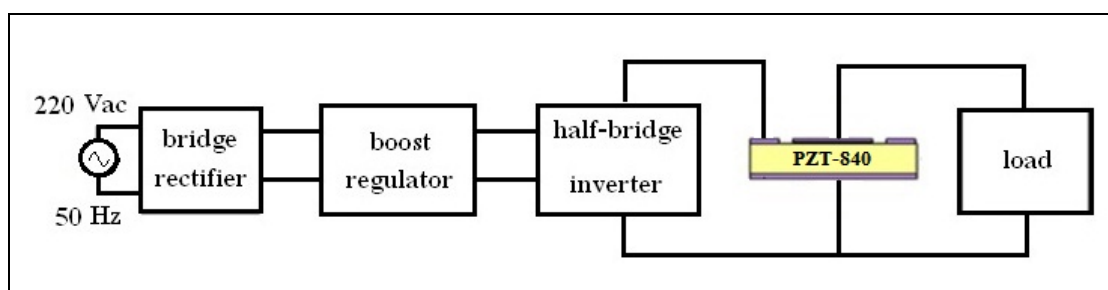 220 Vac
50 Hz
bridge
rectifier
boost
regulator
half-bridge
inverter
PZT-840
load